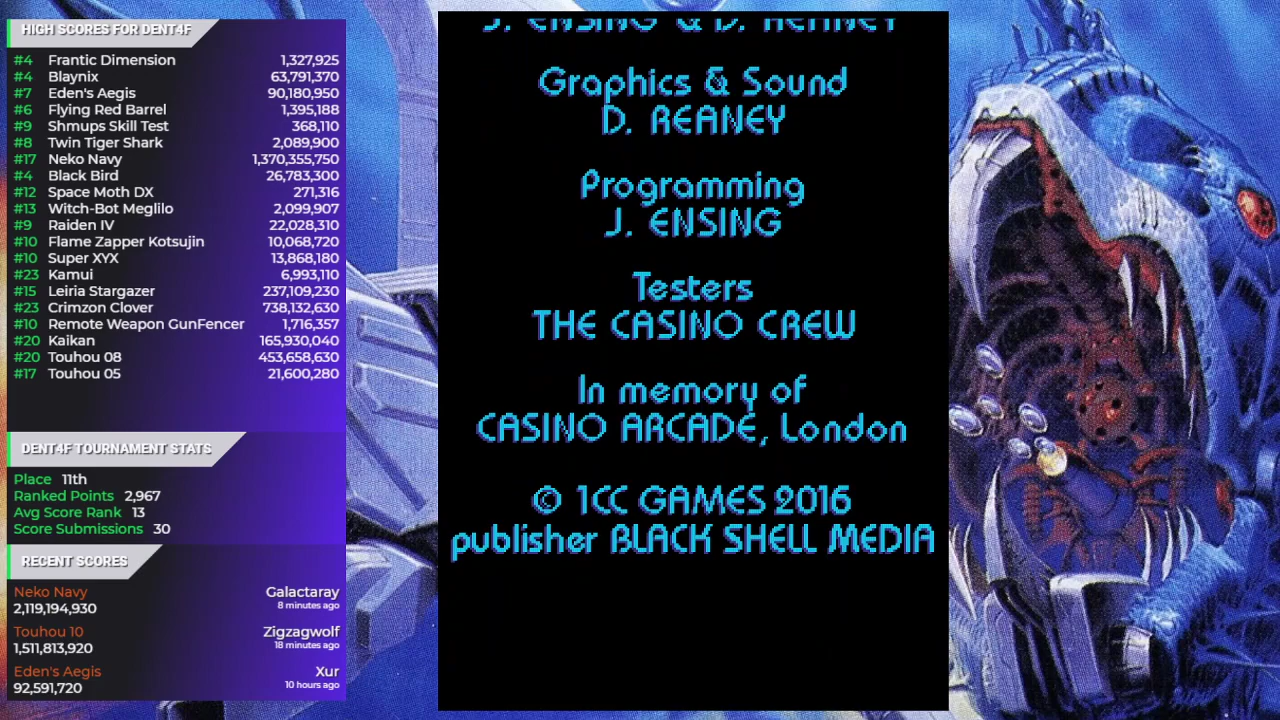 HIGH SCORES FOR DENT4F
#4 Frantic Dimension 1,327,925
#4 Blaynix 63,791,370
#7 Eden's Aegis 90,180,950
#6 Flying Red Barrel 1,395,188
#9 Shmups Skill Test 368,110
#8 Twin Tiger Shark 2,089,900
#17 Neko Navy 1,370,355,750
#4 Black Bird 26,783,300
#12 Space Moth DX 271,316
#13 Witch-Bot Meglilo 2,099,907
#9 Raiden IV 22,028,310
#10 Flame Zapper Kotsujin 10,068,720
#10 Super XYX 13,868,180
#23 Kamui 6,993,110
#15 Leiria Stargazer 237,109,230
#23 Crimzon Clover 738,132,630
#10 Remote Weapon GunFencer 1,716,357
#20 Kaikan 165,930,040
#20 Touhou 08 453,658,630
#17 Touhou 05 21,600,280
DENT4F TOURNAMENT STATS
Place 11th
Ranked Points 2,967
Avg Score Rank 13
Score Submissions 30
RECENT SCORES
Neko Navy Galactaray
2,119,194,930 8 minutes ago
Touhou 10 Zigzagwolf
1,511,813,920 18 minutes ago
Eden's Aegis Xur
92,591,720 10 hours ago
J. ENSING & D. REANEY
Graphics & Sound
D. REANEY
Programming
J. ENSING
Testers
THE CASINO CREW
In memory of
CASINO ARCADE, London
© 1CC GAMES 2016
publisher BLACK SHELL MEDIA